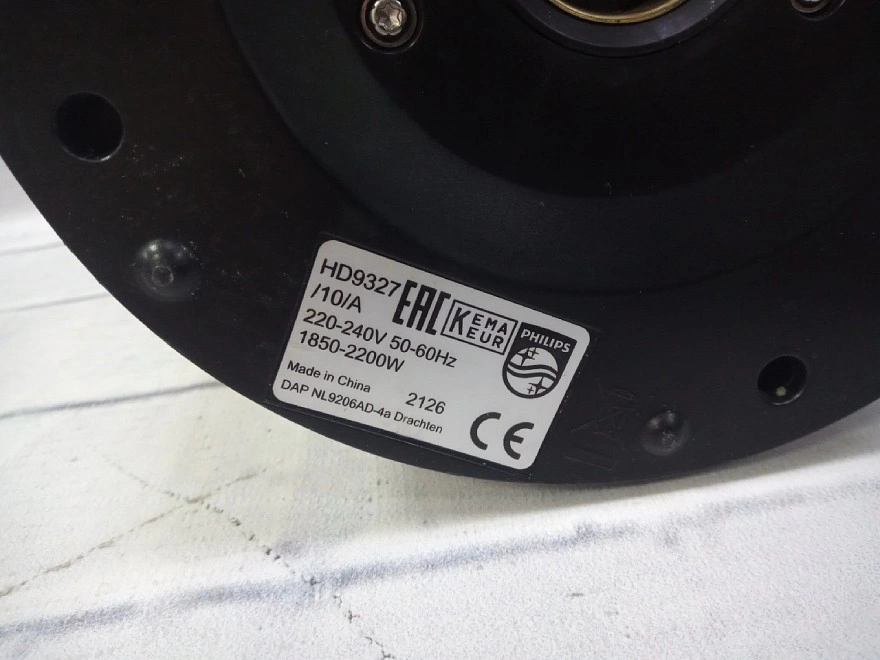 HD9327
/10/A
EAC
KEMA
KEUR
PHILIPS
220-240V 50-60Hz
1850-2200W
Made in China
2126
DAP NL9206AD-4a Drachten
CE